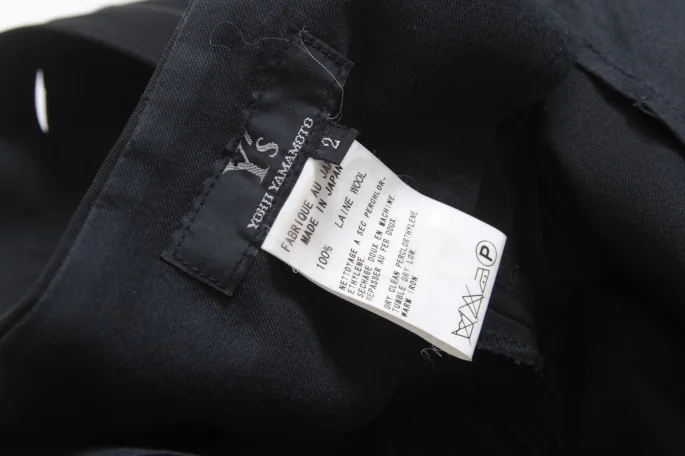 Y's
YOHJI YAMAMOTO
2
FABRIQUE AU JA
MADE IN JAPAN
100% LAINE WOOL
NETTOYAGE A SEC PERCHLOR-
ETHYLENE.
SECHAGE DOUX EN MACHINE.
REPASSER AU FER DOUX.
DRY CLEAN PERCLORTHYLENE
TUMBLE DRY LOW.
WARM IRON.
P